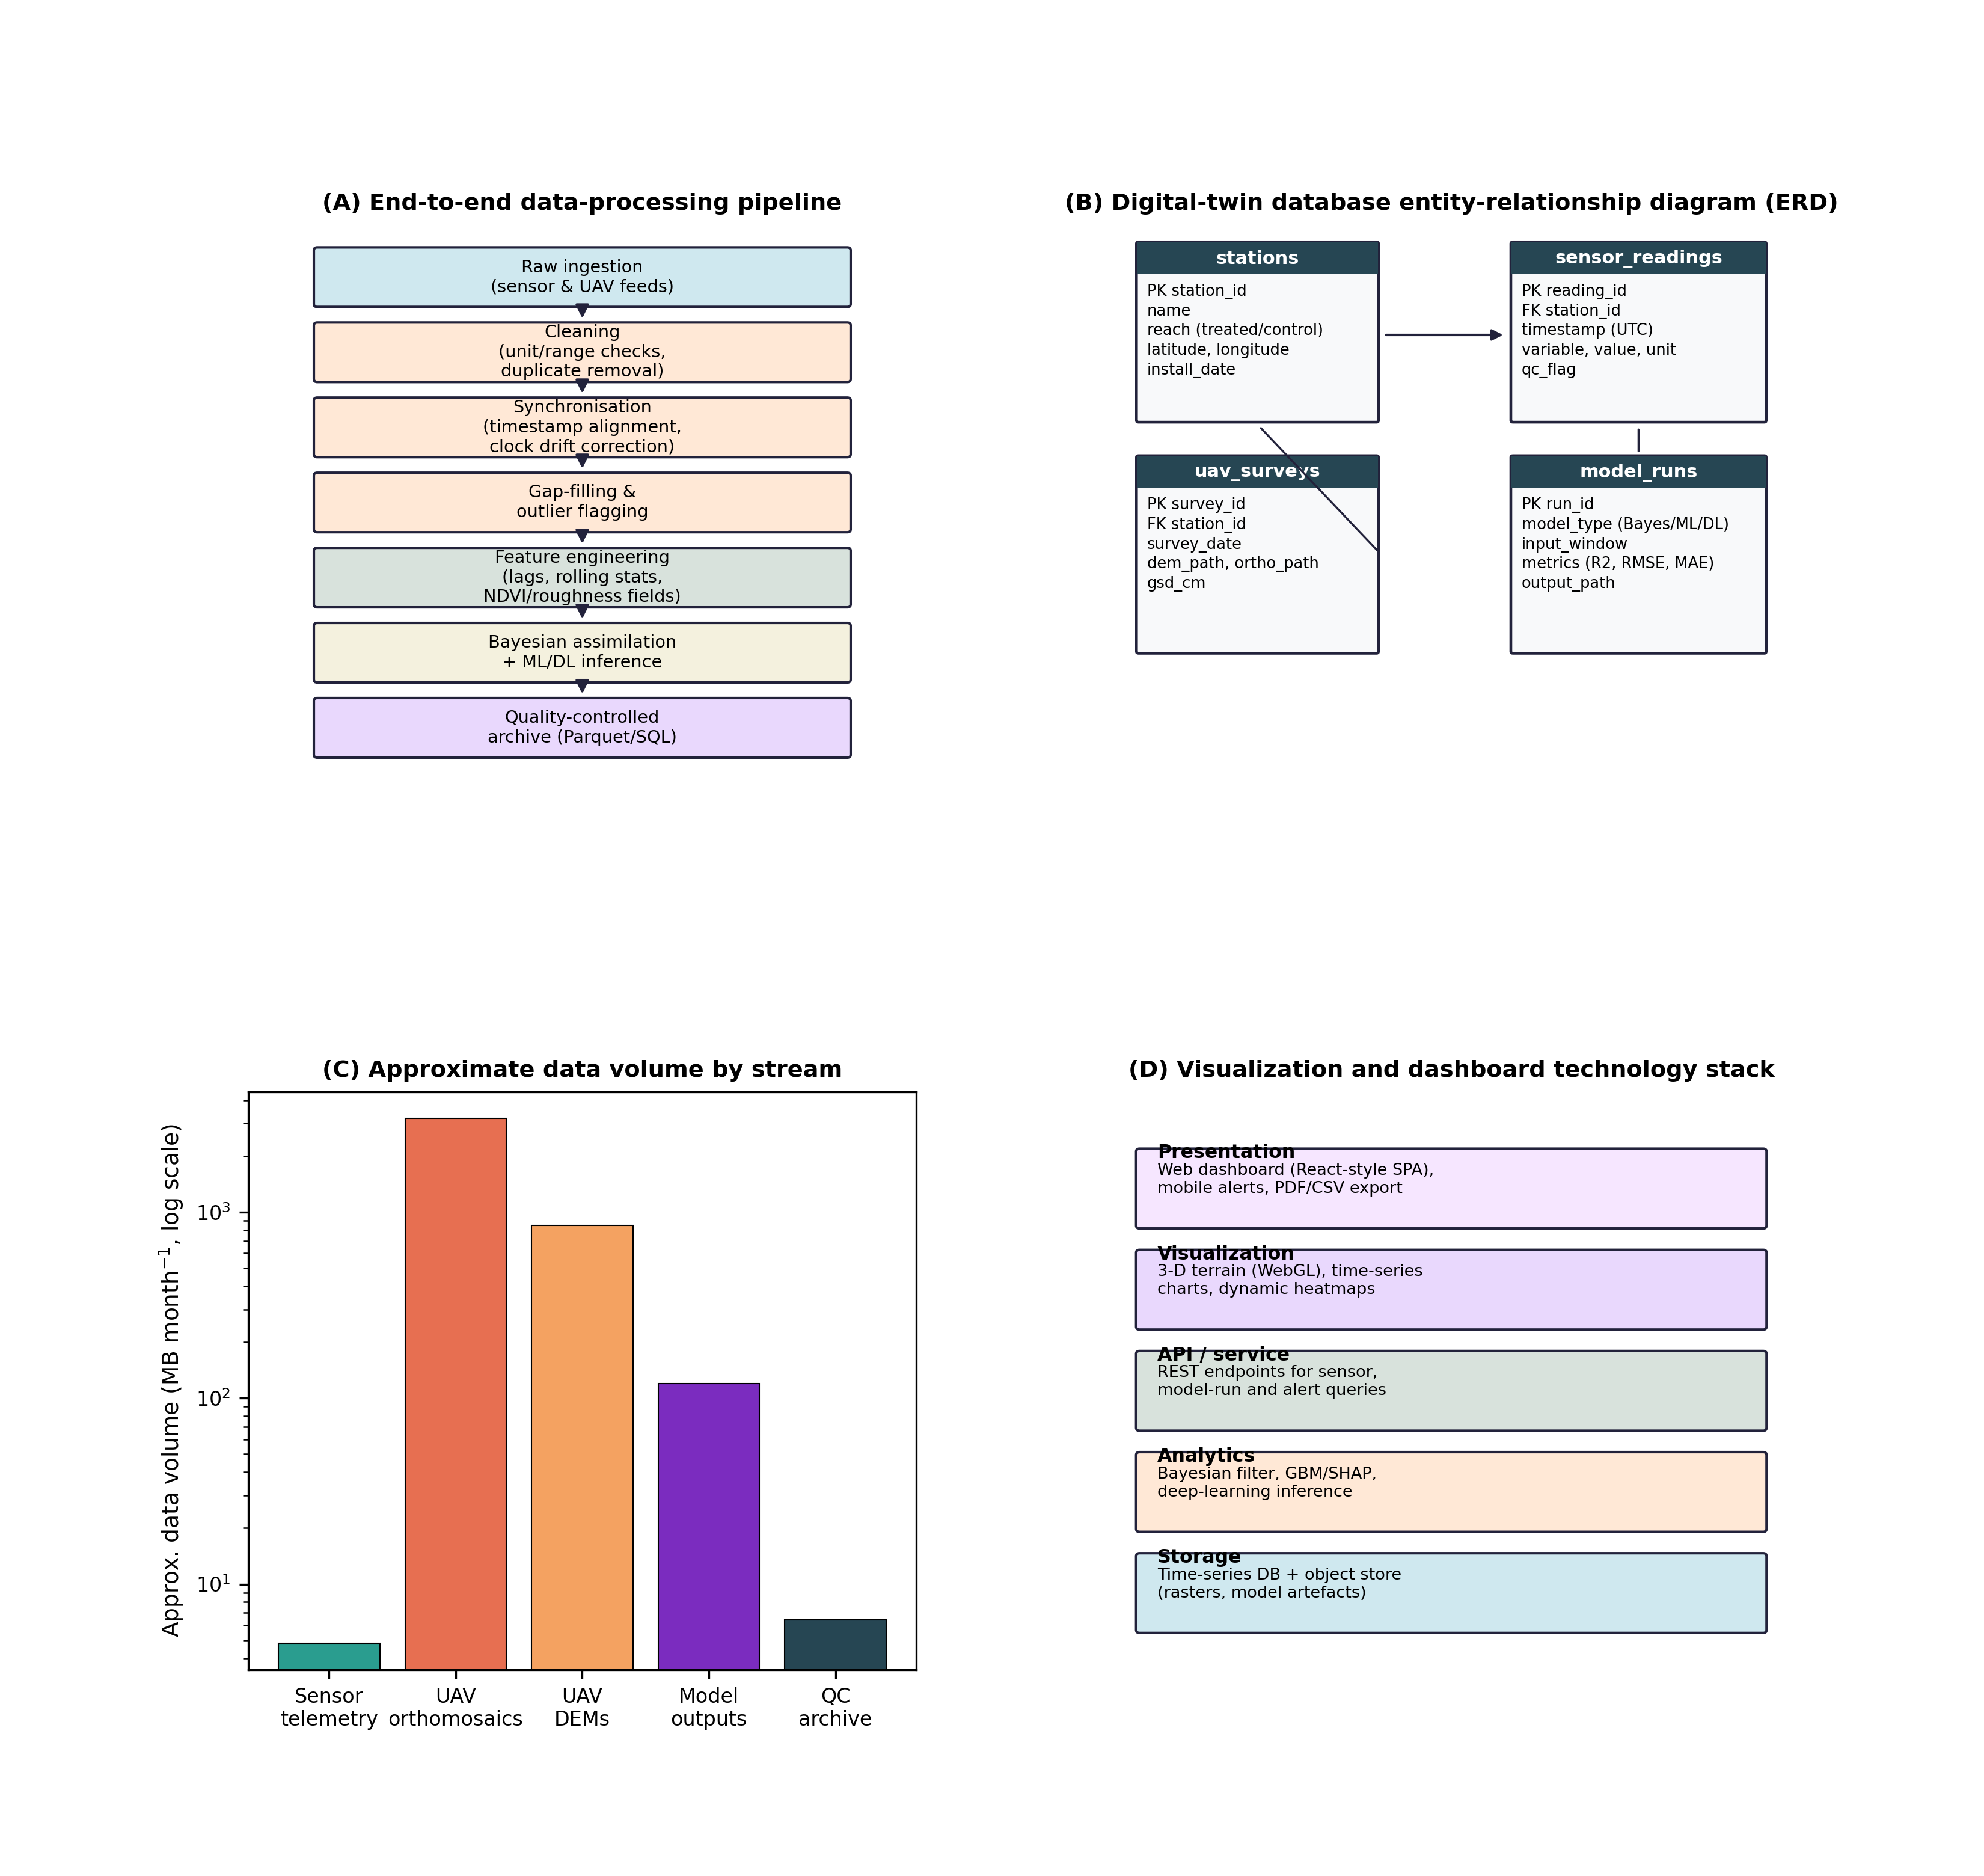 (A) End-to-end data-processing pipeline
Raw ingestion
(sensor & UAV feeds)
Cleaning
(unit/range checks,
duplicate removal)
Synchronisation
(timestamp alignment,
clock drift correction)
Gap-filling &
outlier flagging
Feature engineering
(lags, rolling stats,
NDVI/roughness fields)
Bayesian assimilation
+ ML/DL inference
Quality-controlled
archive (Parquet/SQL)
(B) Digital-twin database entity-relationship diagram (ERD)
stations
PK station_id
name
reach (treated/control)
latitude, longitude
install_date
sensor_readings
PK reading_id
FK station_id
timestamp (UTC)
variable, value, unit
qc_flag
uav_surveys
PK survey_id
FK station_id
survey_date
dem_path, ortho_path
gsd_cm
model_runs
PK run_id
model_type (Bayes/ML/DL)
input_window
metrics (R2, RMSE, MAE)
output_path
(C) Approximate data volume by stream
Approx. data volume (MB month⁻¹, log scale)
10³
10²
10¹
Sensor
telemetry
UAV
orthomosaics
UAV
DEMs
Model
outputs
QC
archive
(D) Visualization and dashboard technology stack
Presentation
Web dashboard (React-style SPA),
mobile alerts, PDF/CSV export
Visualization
3-D terrain (WebGL), time-series
charts, dynamic heatmaps
API / service
REST endpoints for sensor,
model-run and alert queries
Analytics
Bayesian filter, GBM/SHAP,
deep-learning inference
Storage
Time-series DB + object store
(rasters, model artefacts)